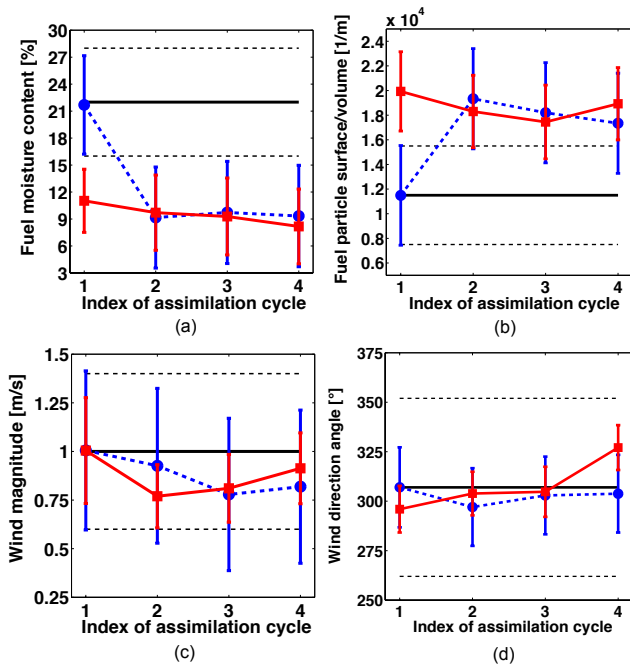 Fuel moisture content [%]
30
27
24
21
18
15
12
9
6
3
1 2 3 4
Index of assimilation cycle
(a)
Fuel particle surface/volume [1/m]
x 10⁴
2.4
2.2
2
1.8
1.6
1.4
1.2
1
0.8
0.6
1 2 3 4
Index of assimilation cycle
(b)
Wind magnitude [m/s]
1.5
1.25
1
0.75
0.5
0.25
1 2 3 4
Index of assimilation cycle
(c)
Wind direction angle [°]
375
350
325
300
275
250
1 2 3 4
Index of assimilation cycle
(d)